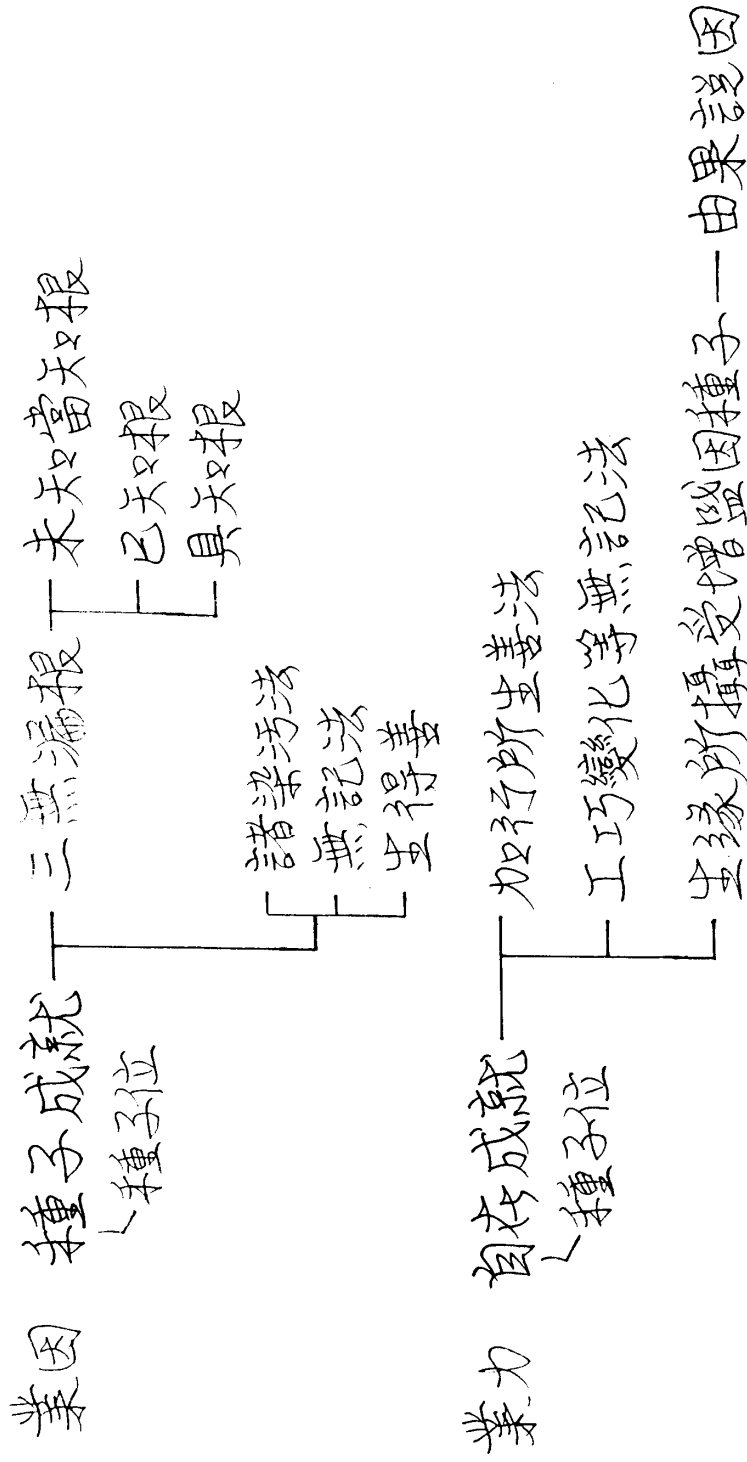 業因
種子成就
種子位
三無漏根
未知當知根
已知根
具知根
諸染污法
無記法
生得善
業力
自在成就
種子位
加行所生善法
工巧變化等無記法
生緣所攝受增盛因種子 — 由果說因